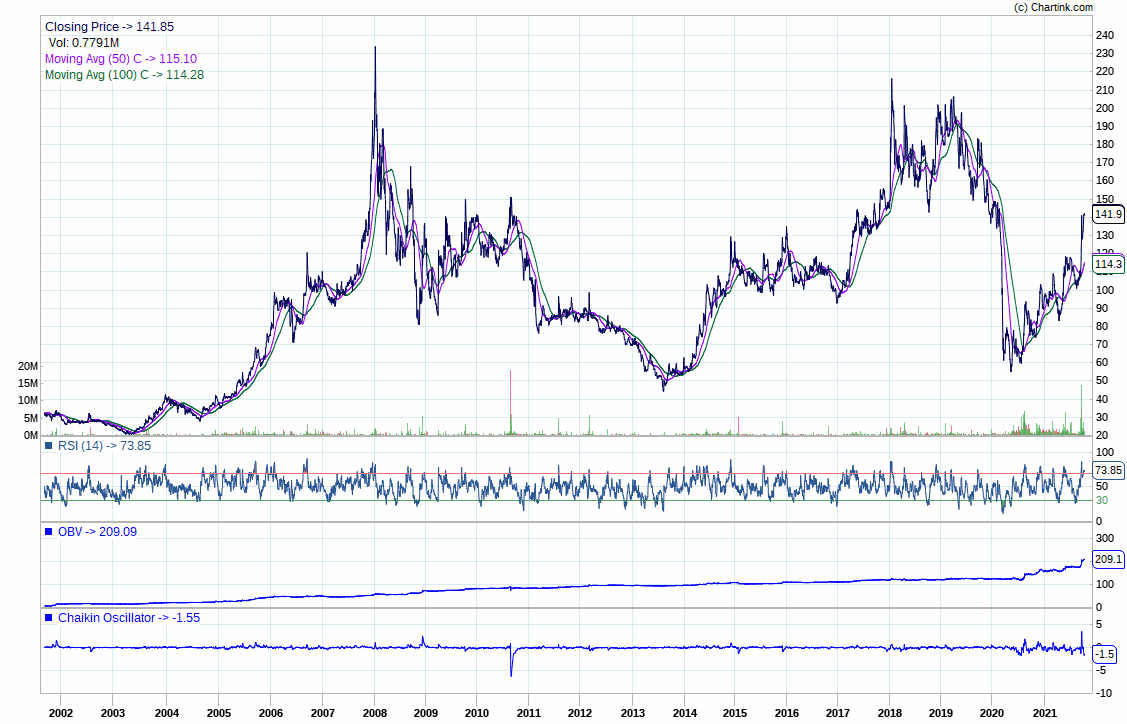 (c) Chartink.com
Closing Price -> 141.85
Vol: 0.7791M
Moving Avg (50) C -> 115.10
Moving Avg (100) C -> 114.28
240
230
220
210
200
190
180
170
160
150
141.9
130
120
114.3
100
90
80
70
60
50
40
30
20
20M
15M
10M
5M
0M
RSI (14) -> 73.85
100
73.85
50
30
0
OBV -> 209.09
300
209.1
100
0
Chaikin Oscillator -> -1.55
5
0
-1.5
-5
-10
2002 2003 2004 2005 2006 2007 2008 2009 2010 2011 2012 2013 2014 2015 2016 2017 2018 2019 2020 2021